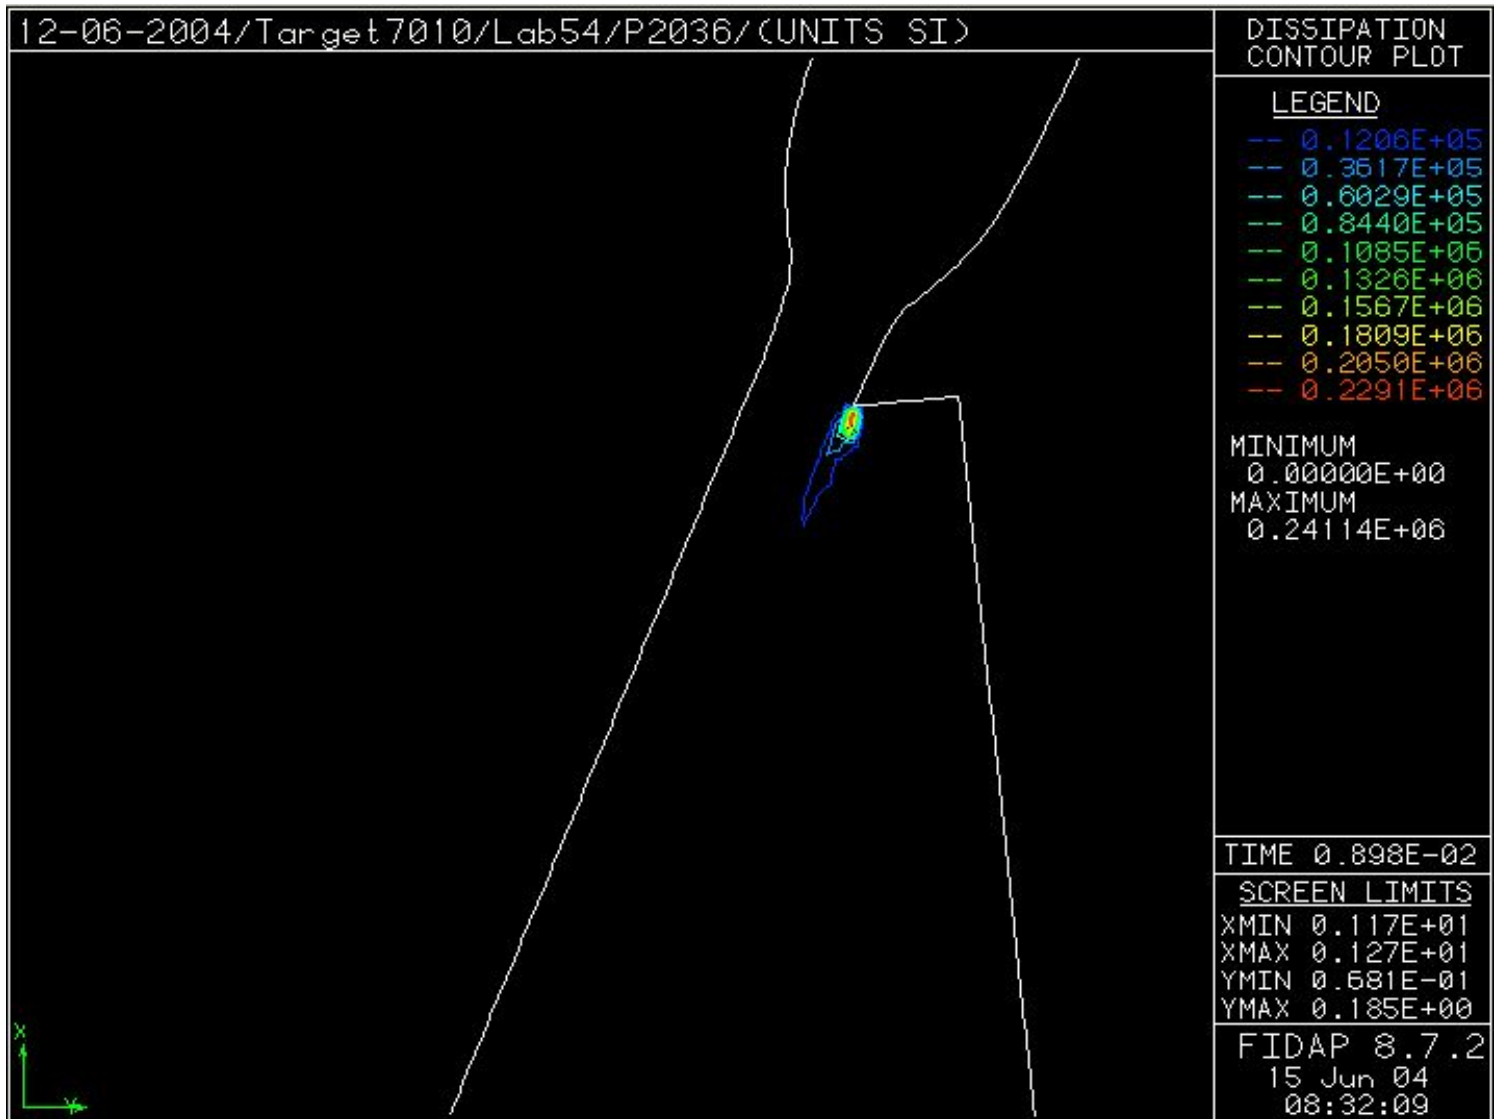 12-06-2004/Target7010/Lab54/P2036/(UNITS SI)
DISSIPATION
CONTOUR PLOT
LEGEND
-- 0.1206E+05
-- 0.3617E+05
-- 0.6029E+05
-- 0.8440E+05
-- 0.1085E+06
-- 0.1326E+06
-- 0.1567E+06
-- 0.1809E+06
-- 0.2050E+06
-- 0.2291E+06
MINIMUM
0.00000E+00
MAXIMUM
0.24114E+06
TIME 0.898E-02
SCREEN LIMITS
XMIN 0.117E+01
XMAX 0.127E+01
YMIN 0.681E-01
YMAX 0.185E+00
FIDAP 8.7.2
15 Jun 04
08:32:09
X
Y